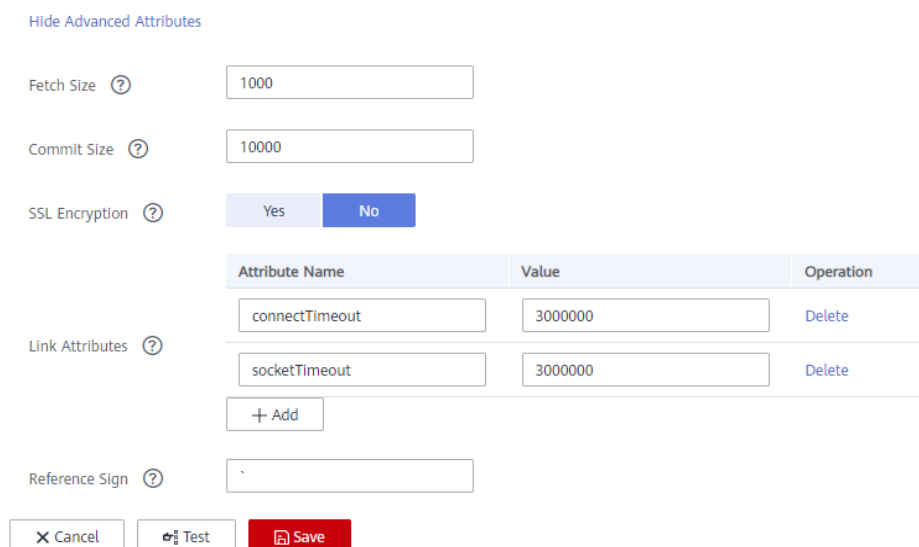 Hide Advanced Attributes
Fetch Size ? 1000
Commit Size ? 10000
SSL Encryption ? Yes No
Attribute Name Value Operation
connectTimeout 3000000 Delete
Link Attributes ?
socketTimeout 3000000 Delete
+ Add
Reference Sign ? `
X Cancel Test Save